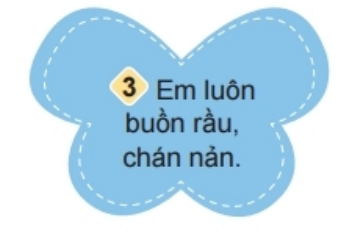 3 Em luôn
buồn rầu,
chán nản.